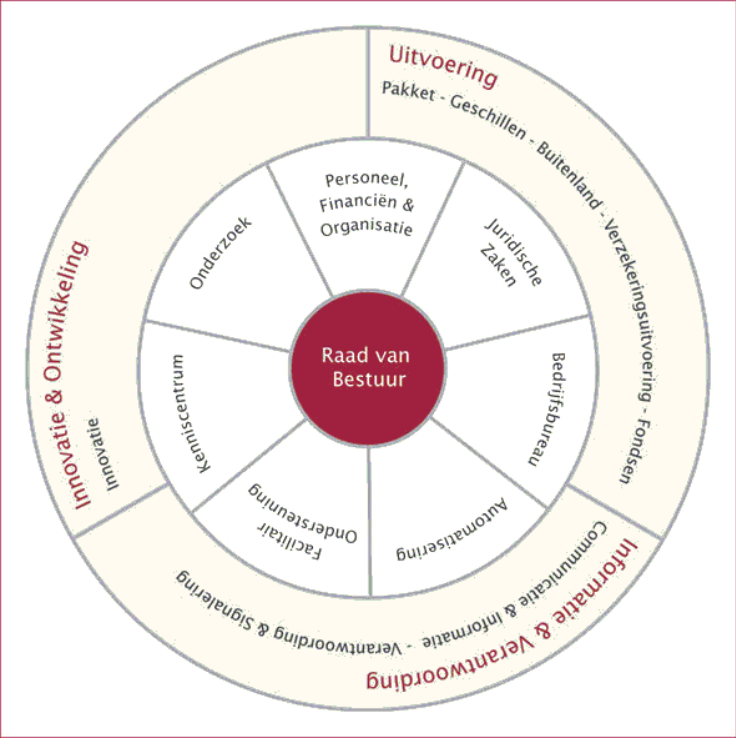 Uitvoering
Pakket - Geschillen - Buitenland - Verzekeringsuitvoering - Fondsen
Informatie & Verantwoording
Communicatie & Informatie - Verantwoording & Signalering
Innovatie & Ontwikkeling
Innovatie
Personeel,
Financiën &
Organisatie
Juridische
Zaken
Bedrijfsbureau
Automatisering
Facilitair
Ondersteuning
Kenniscentrum
Onderzoek
Raad van
Bestuur